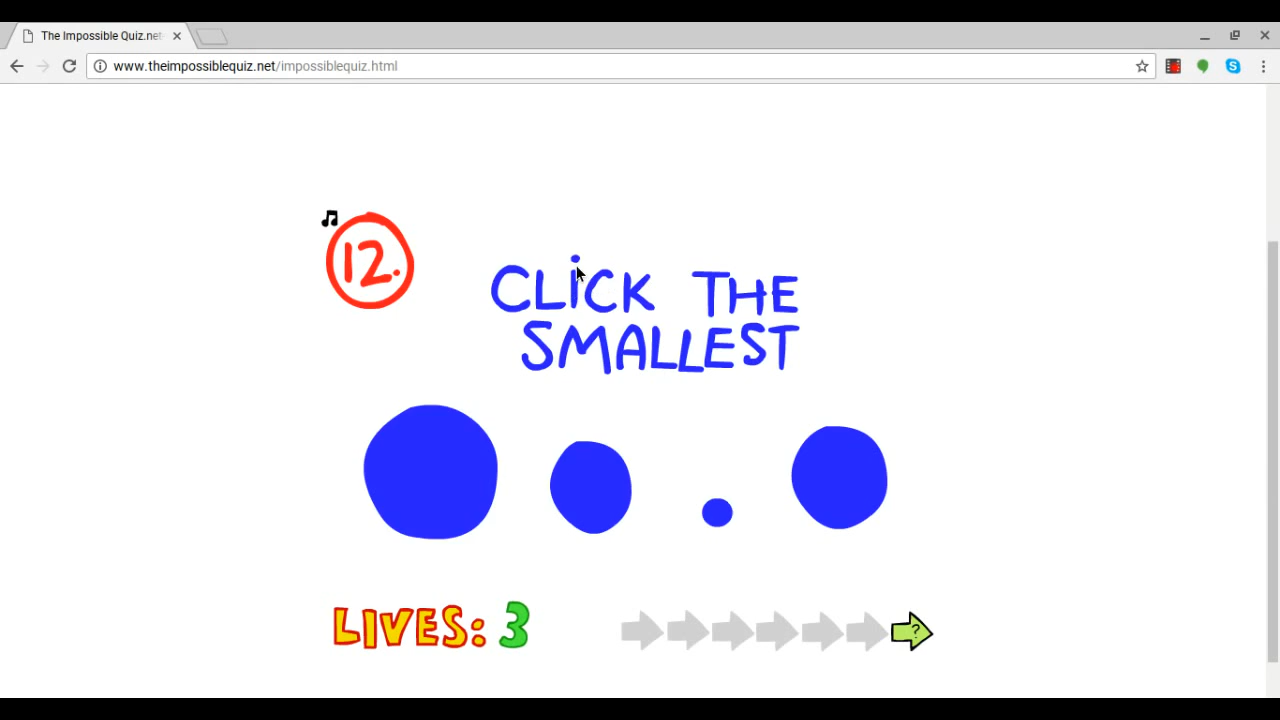 The Impossible Quiz.net
www.theimpossiblequiz.net/impossiblequiz.html
12.
CLiCK THE
SMALLEST
LIVES: 3
?